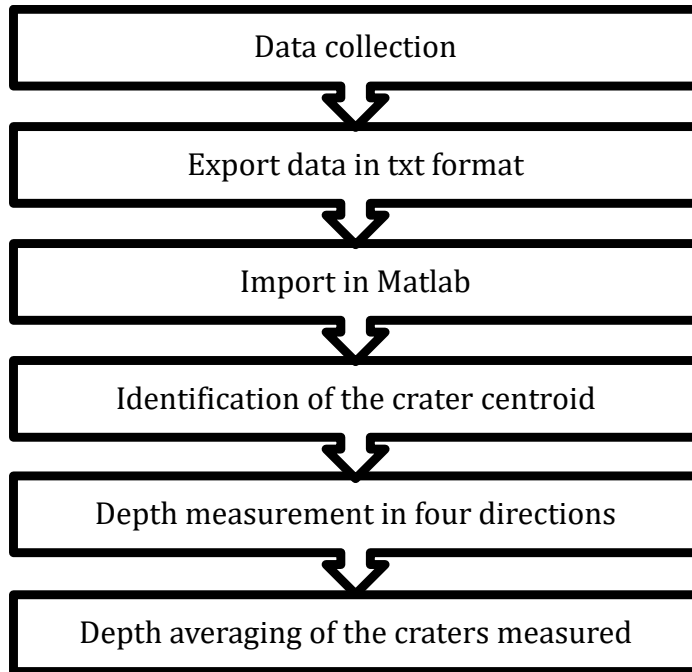 Data collection
Export data in txt format
Import in Matlab
Identification of the crater centroid
Depth measurement in four directions
Depth averaging of the craters measured